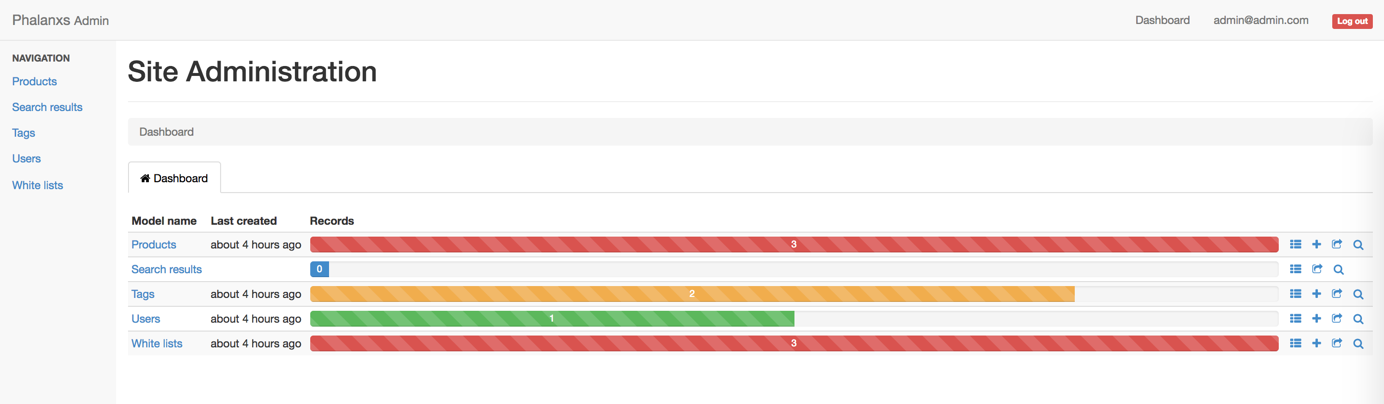 Phalanxs Admin Dashboard admin@admin.com Log out
NAVIGATION
Products
Search results
Tags
Users
White lists
Site Administration
Dashboard
Dashboard
Model name Last created Records
Products about 4 hours ago 3
Search results 0
Tags about 4 hours ago 2
Users about 4 hours ago 1
White lists about 4 hours ago 3